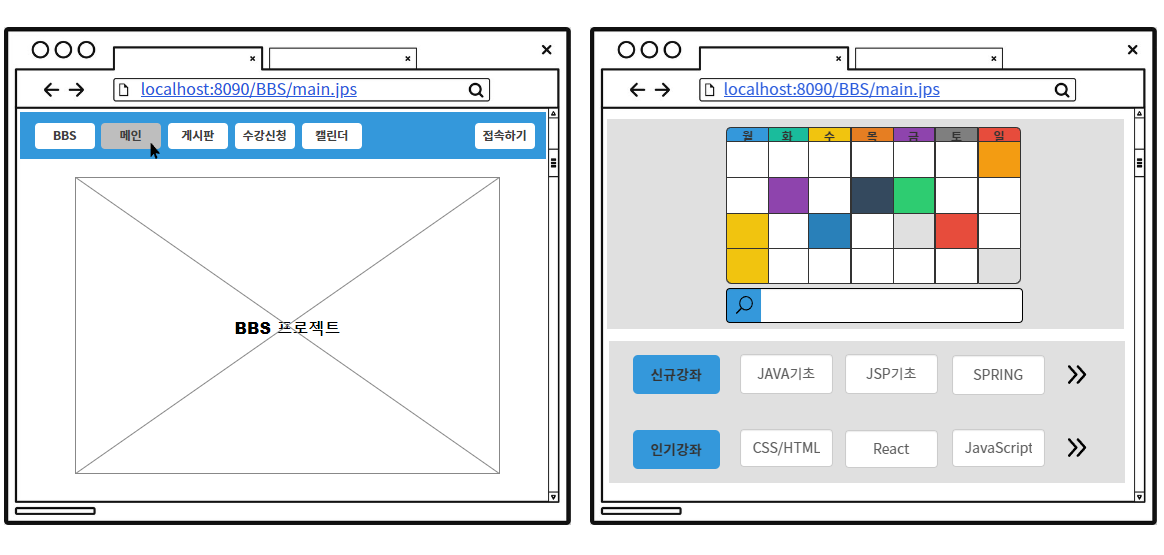 localhost:8090/BBS/main.jps
BBS 메인 게시판 수강신청 캘린더 접속하기
BBS 프로젝트
localhost:8090/BBS/main.jps
월 화 수 목 금 토 일
신규강좌 JAVA기초 JSP기초 SPRING
인기강좌 CSS/HTML React JavaScript